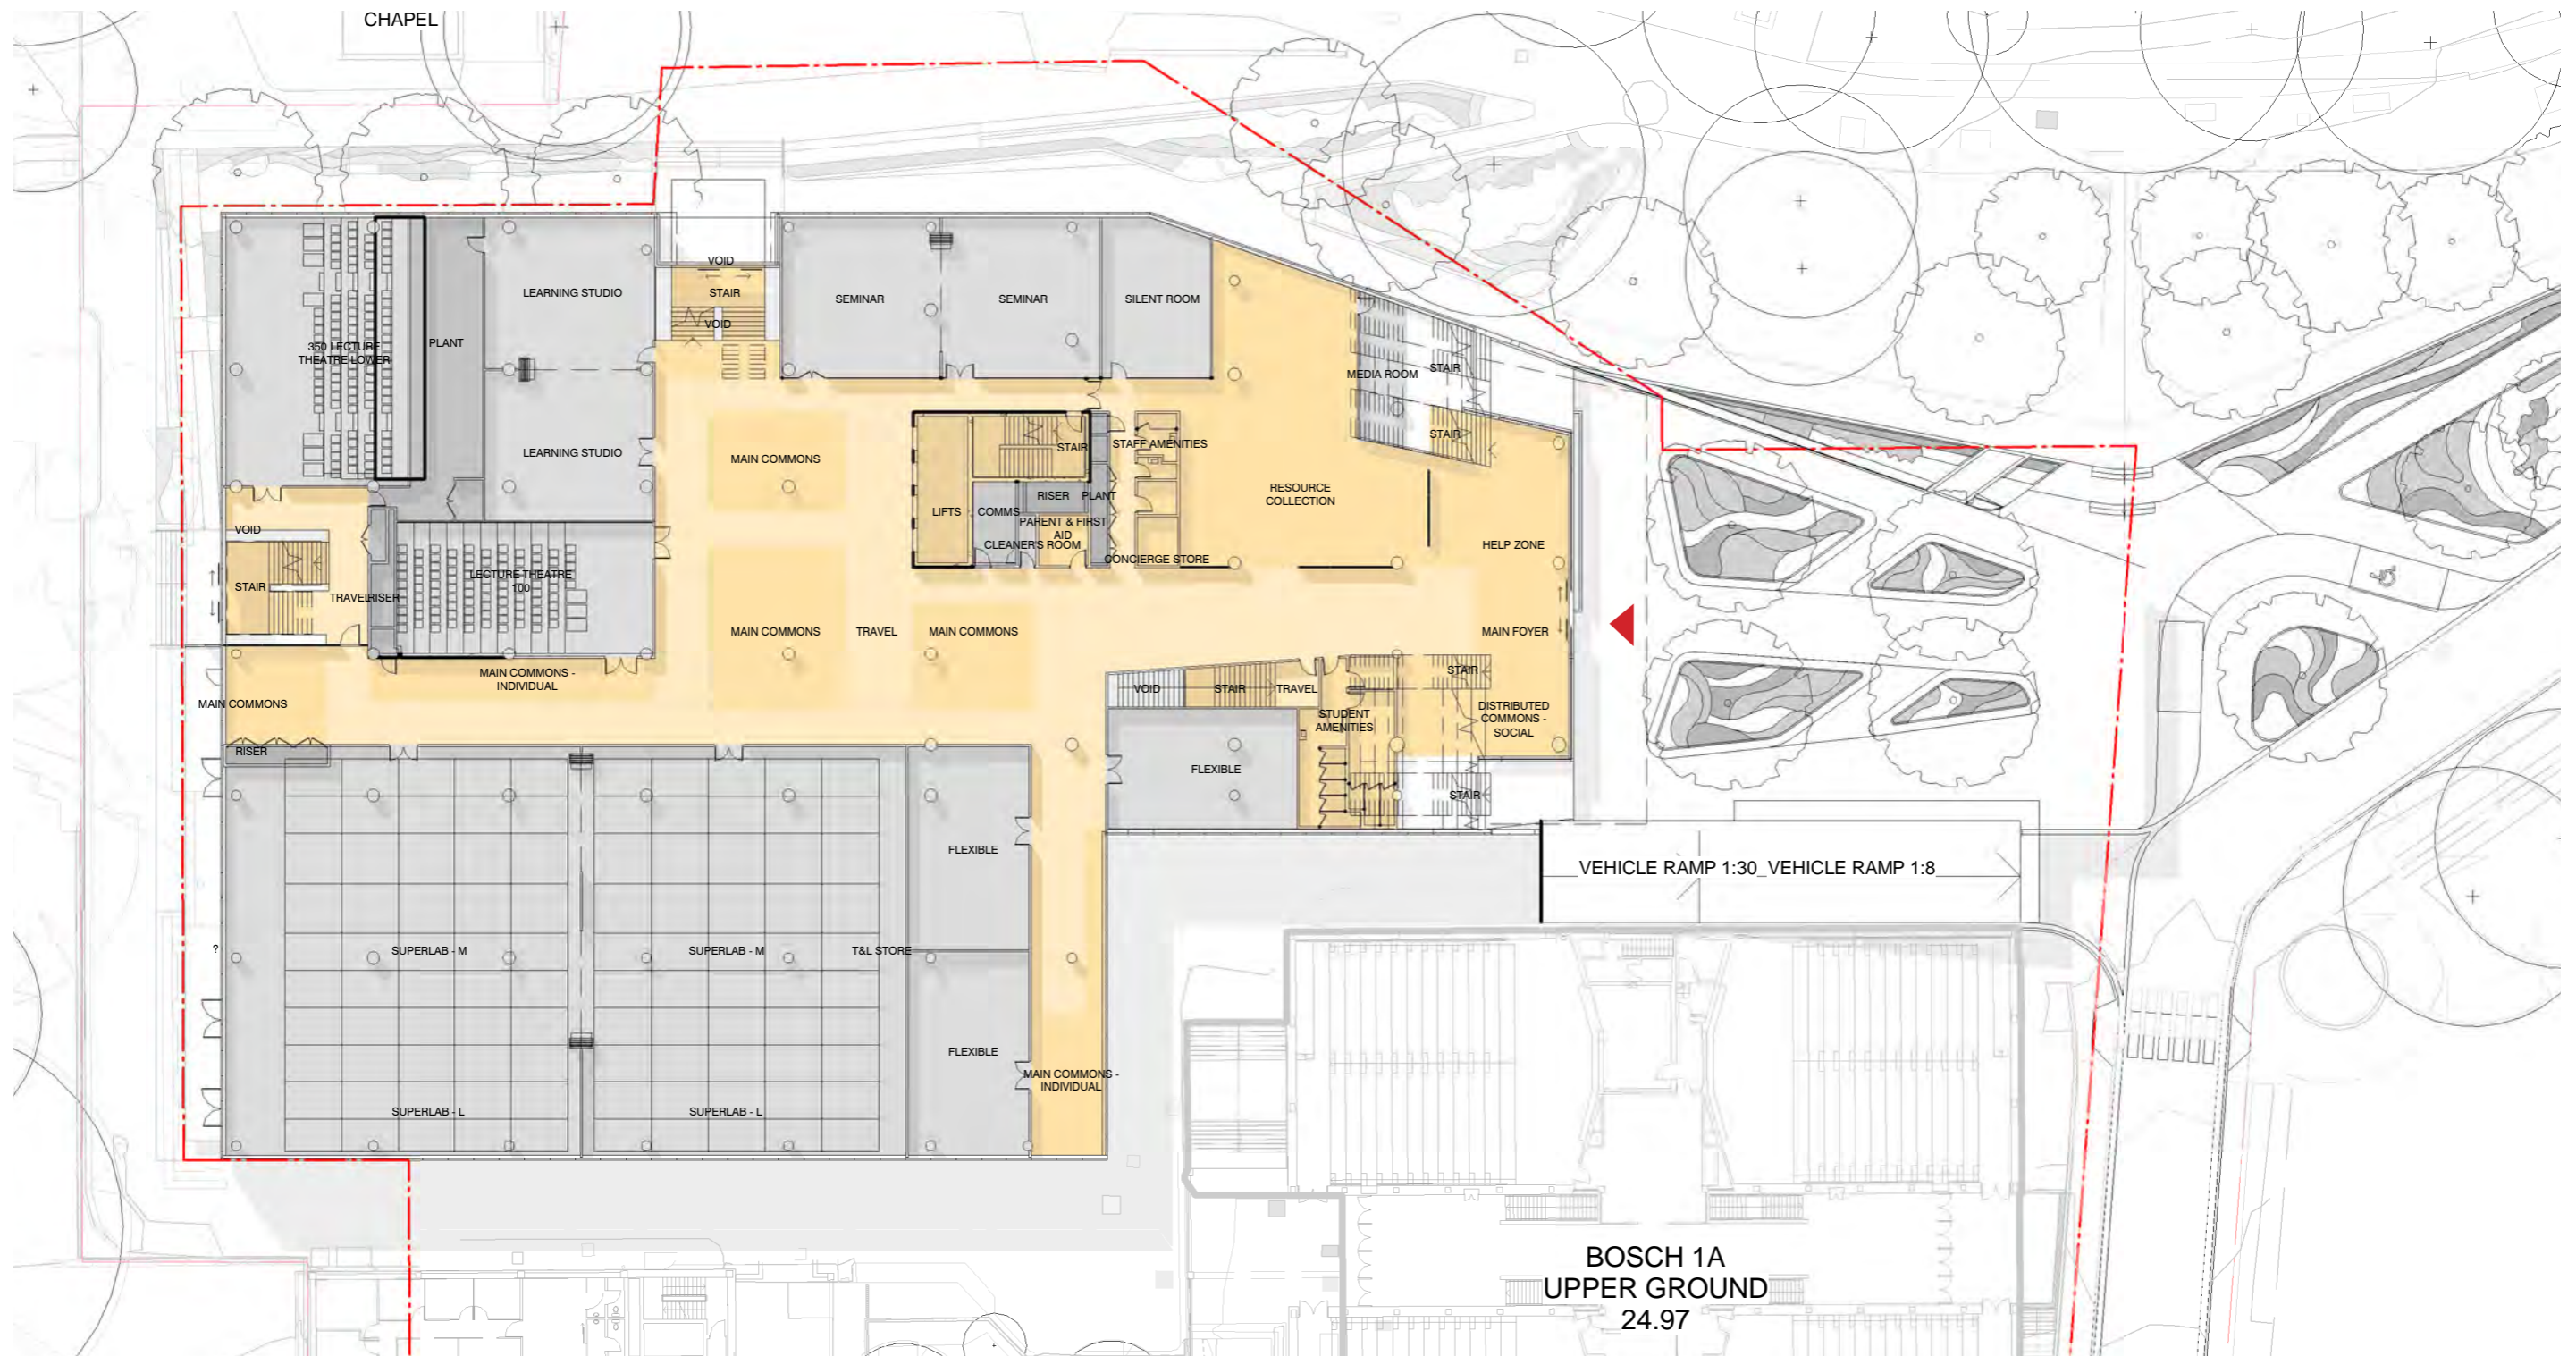 CHAPEL
VOID
STAIR
VOID
LEARNING STUDIO
SEMINAR
SEMINAR
SILENT ROOM
350 LECTURE
THEATRE LOWER
PLANT
MEDIA ROOM
STAIR
STAIR
LEARNING STUDIO
MAIN COMMONS
STAIR
STAFF AMENITIES
RESOURCE
COLLECTION
LIFTS
COMMS
RISER
PLANT
PARENT & FIRST
AID
CLEANER'S ROOM
CONCIERGE STORE
HELP ZONE
VOID
STAIR
TRAVEL
RISER
LECTURE THEATRE
100
MAIN COMMONS
TRAVEL
MAIN COMMONS
MAIN FOYER
MAIN COMMONS -
INDIVIDUAL
MAIN COMMONS
RISER
VOID
STAIR
TRAVEL
STAIR
STUDENT
AMENITIES
DISTRIBUTED
COMMONS -
SOCIAL
FLEXIBLE
STAIR
FLEXIBLE
VEHICLE RAMP 1:30
VEHICLE RAMP 1:8
?
SUPERLAB - M
SUPERLAB - M
T&L STORE
FLEXIBLE
MAIN COMMONS -
INDIVIDUAL
SUPERLAB - L
SUPERLAB - L
BOSCH 1A
UPPER GROUND
24.97